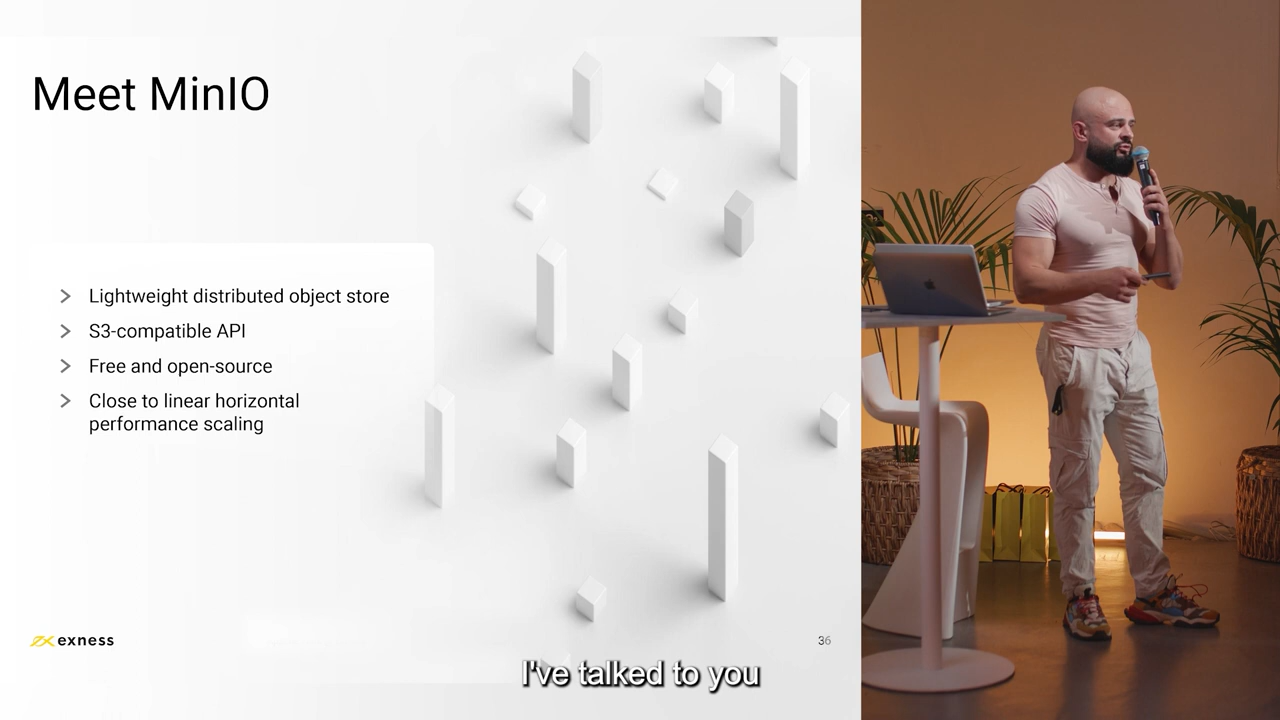 Meet MinIO
Lightweight distributed object store
S3-compatible API
Free and open-source
Close to linear horizontal
performance scaling
exness
36
I've talked to you